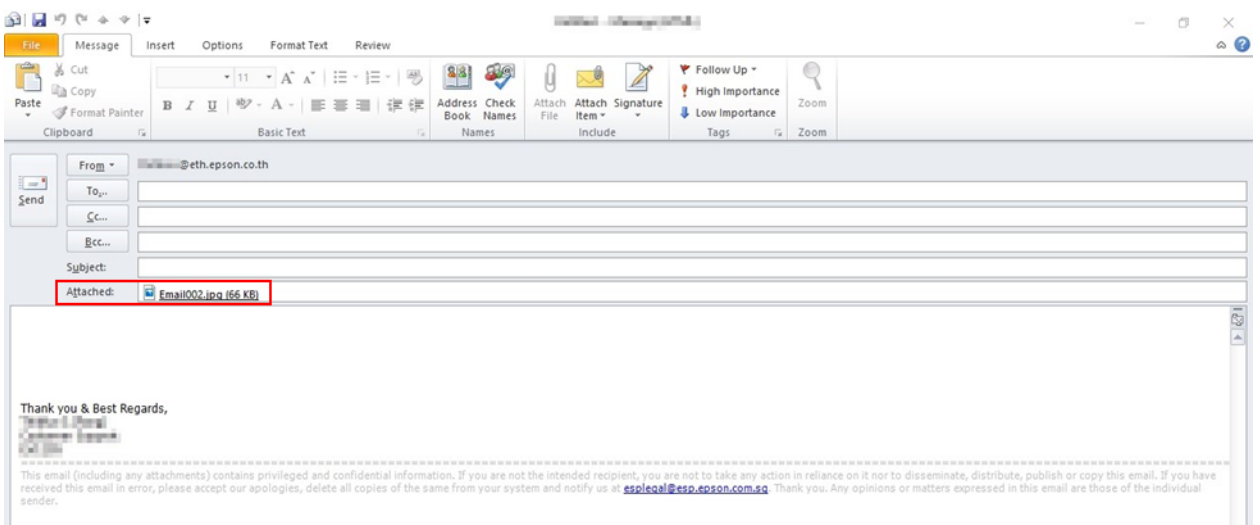 File Message Insert Options Format Text Review
Cut
Copy
Paste
Format Painter
Clipboard
11
B I U
Basic Text
Address Book
Check Names
Names
Attach File
Attach Item
Signature
Include
Follow Up
High Importance
Low Importance
Tags
Zoom
Zoom
Send
From
@eth.epson.co.th
To...
Cc...
Bcc...
Subject:
Attached: Email002.jpg (66 KB)
Thank you & Best Regards,
This email (including any attachments) contains privileged and confidential information. If you are not the intended recipient, you are not to take any action in reliance on it nor to disseminate, distribute, publish or copy this email. If you have
received this email in error, please accept our apologies, delete all copies of the same from your system and notify us at esplegal@esp.epson.com.sg. Thank you. Any opinions or matters expressed in this email are those of the individual
sender.